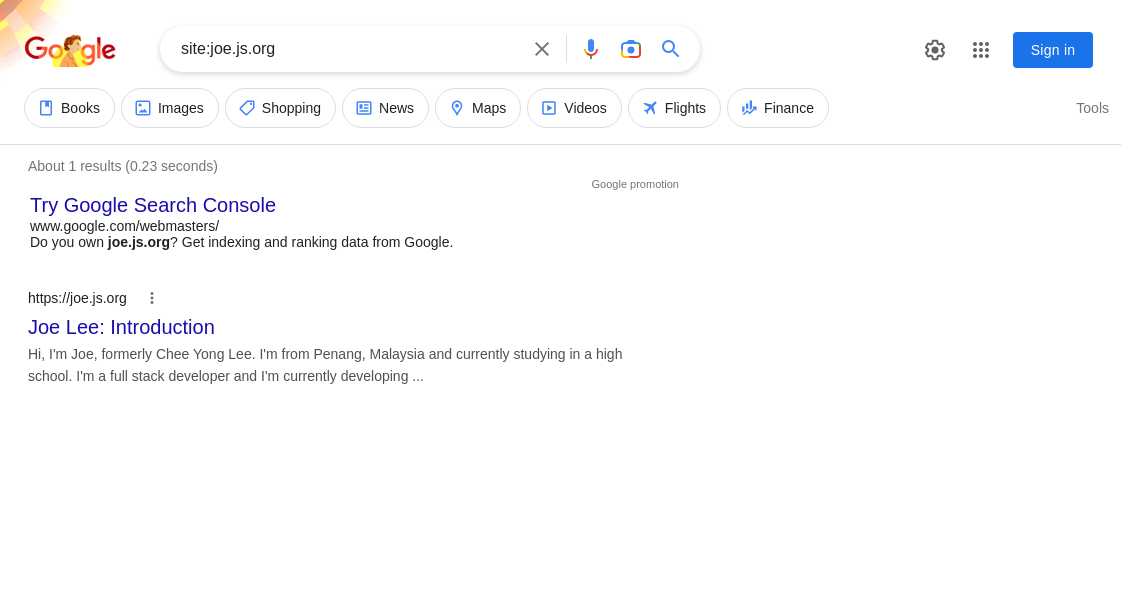 Google
site:joe.js.org
Sign in
Books Images Shopping News Maps Videos Flights Finance Tools
About 1 results (0.23 seconds)
Google promotion
Try Google Search Console
www.google.com/webmasters/
Do you own joe.js.org? Get indexing and ranking data from Google.
https://joe.js.org
Joe Lee: Introduction
Hi, I'm Joe, formerly Chee Yong Lee. I'm from Penang, Malaysia and currently studying in a high
school. I'm a full stack developer and I'm currently developing ...